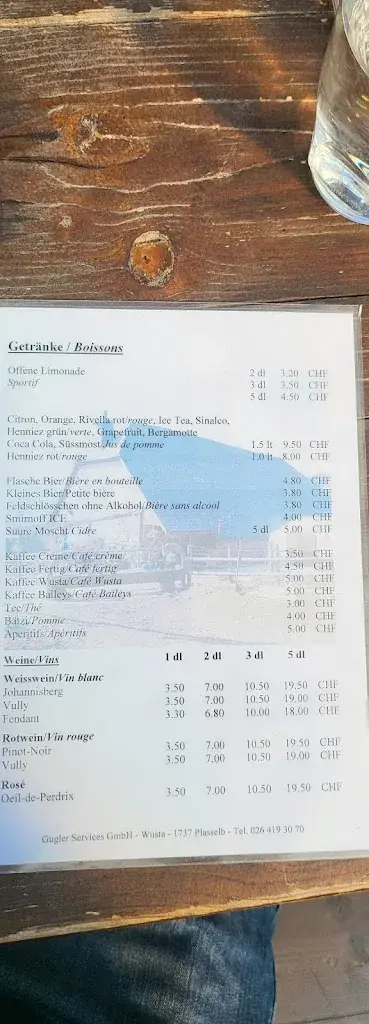 Getränke / Boissons
Offene Limonade 2 dl 3.20 CHF
Sportif 3 dl 3.50 CHF
5 dl 4.50 CHF
Citron, Orange, Rivella rot/rouge, Ice Tea, Sinalco,
Henniez grün/verte, Grapefruit, Bergamotte
Coca Cola, Süssmost/Jus de pomme 1.5 lt 9.50 CHF
Henniez rot/rouge 1.0 lt 8.00 CHF
Flasche Bier/Bière en bouteille 4.80 CHF
Kleines Bier/Petite bière 3.80 CHF
Feldschlösschen ohne Alkohol/Bière sans alcool 3.80 CHF
Smirnoff ICE 4.00 CHF
Saure Moscht/Cidre 5 dl 5.00 CHF
Kaffee Creme/Café crème 3.50 CHF
Kaffee Fertig/Café fertig 4.50 CHF
Kaffee Wusta/Café Wusta 5.00 CHF
Kaffee Baileys/Café Baileys 5.00 CHF
Tee/Thé 3.00 CHF
Bätzi/Pomme 4.00 CHF
Aperitifs/Apéritifs 5.00 CHF
Weine/Vins 1 dl 2 dl 3 dl 5 dl
Weisswein/Vin blanc
Johannisberg 3.50 7.00 10.50 19.50 CHF
Vully 3.50 7.00 10.50 19.00 CHF
Fendant 3.30 6.80 10.00 18.00 CHF
Rotwein/Vin rouge
Pinot-Noir 3.50 7.00 10.50 19.50 CHF
Vully 3.50 7.00 10.50 19.00 CHF
Rosé
Oeil-de-Perdrix 3.50 7.00 10.50 19.50 CHF
Gugler Services GmbH - Wusta - 1737 Plasselb - Tel. 026 419 30 70